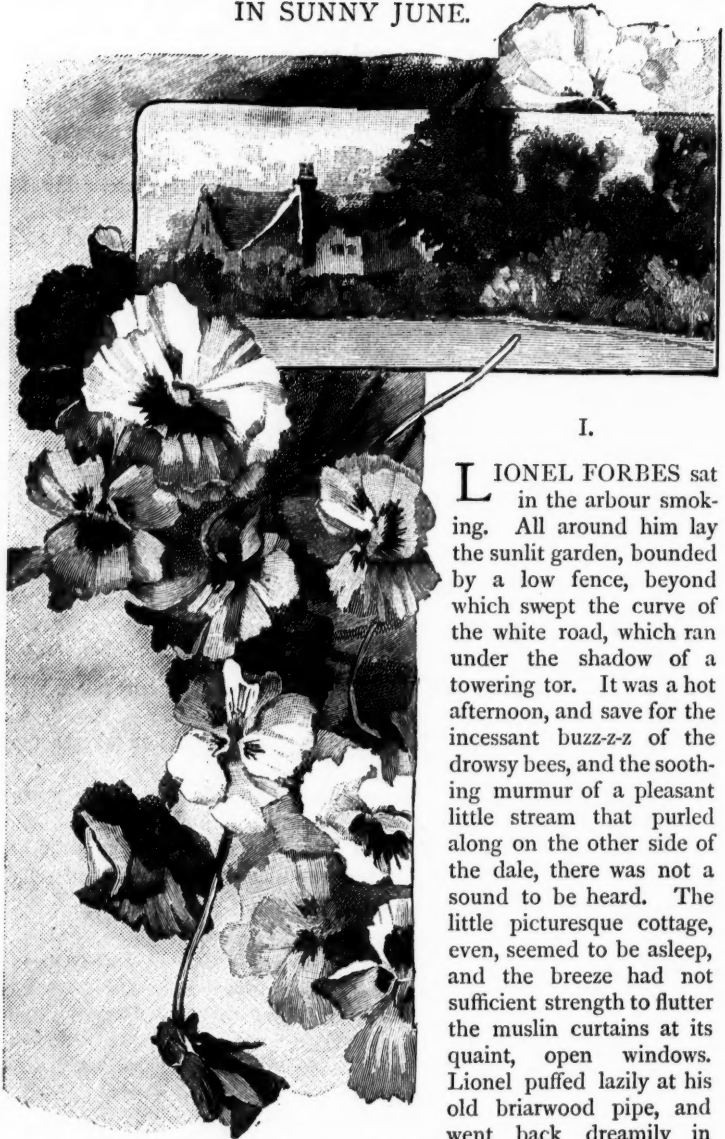 IN SUNNY JUNE.
I.
LIONEL FORBES sat
in the arbour smok-
ing. All around him lay
the sunlit garden, bounded
by a low fence, beyond
which swept the curve of
the white road, which ran
under the shadow of a
towering tor. It was a hot
afternoon, and save for the
incessant buzz-z-z of the
drowsy bees, and the sooth-
ing murmur of a pleasant
little stream that purled
along on the other side of
the dale, there was not a
sound to be heard. The
little picturesque cottage,
even, seemed to be asleep,
and the breeze had not
sufficient strength to flutter
the muslin curtains at its
quaint, open windows.
Lionel puffed lazily at his
old briarwood pipe, and
went back dreamily in